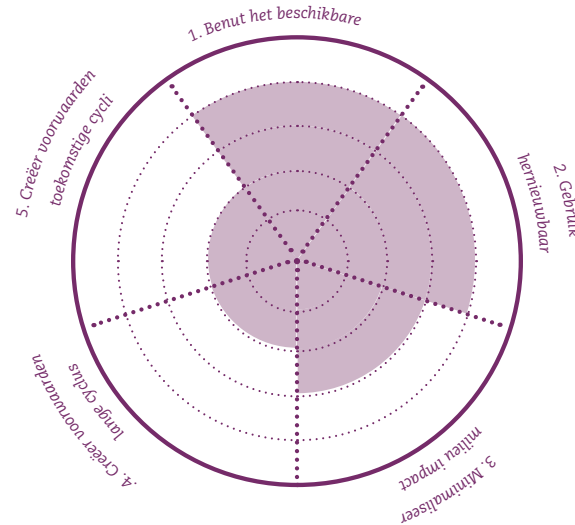 1. Benut het beschikbare
2. Gebruik
hernieuwbaar
3. Minimaliseer
milieu impact
4. Creëer voorwaarden
lange cyclus
5. Creëer voorwaarden
toekomstige cycli